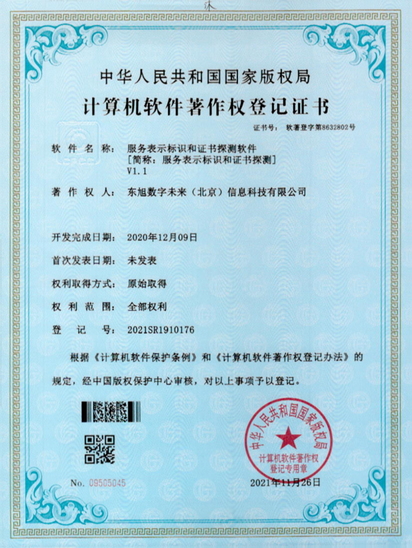 中华人民共和国国家版权局
计算机软件著作权登记证书
证书号： 软著登字第8632802号
软件名称： 服务表示标识和证书探测软件
[简称：服务表示标识和证书探测]
V1.1
著作权人： 东旭数字未来（北京）信息科技有限公司
开发完成日期： 2020年12月09日
首次发表日期： 未发表
权利取得方式： 原始取得
权利范围： 全部权利
登记号： 2021SR1910176
根据《计算机软件保护条例》和《计算机软件著作权登记办法》的
规定，经中国版权保护中心审核，对以上事项予以登记。
中华人民共和国国家版权局
计算机软件著作权
登记专用章
No. 09505045
2021年11月26日